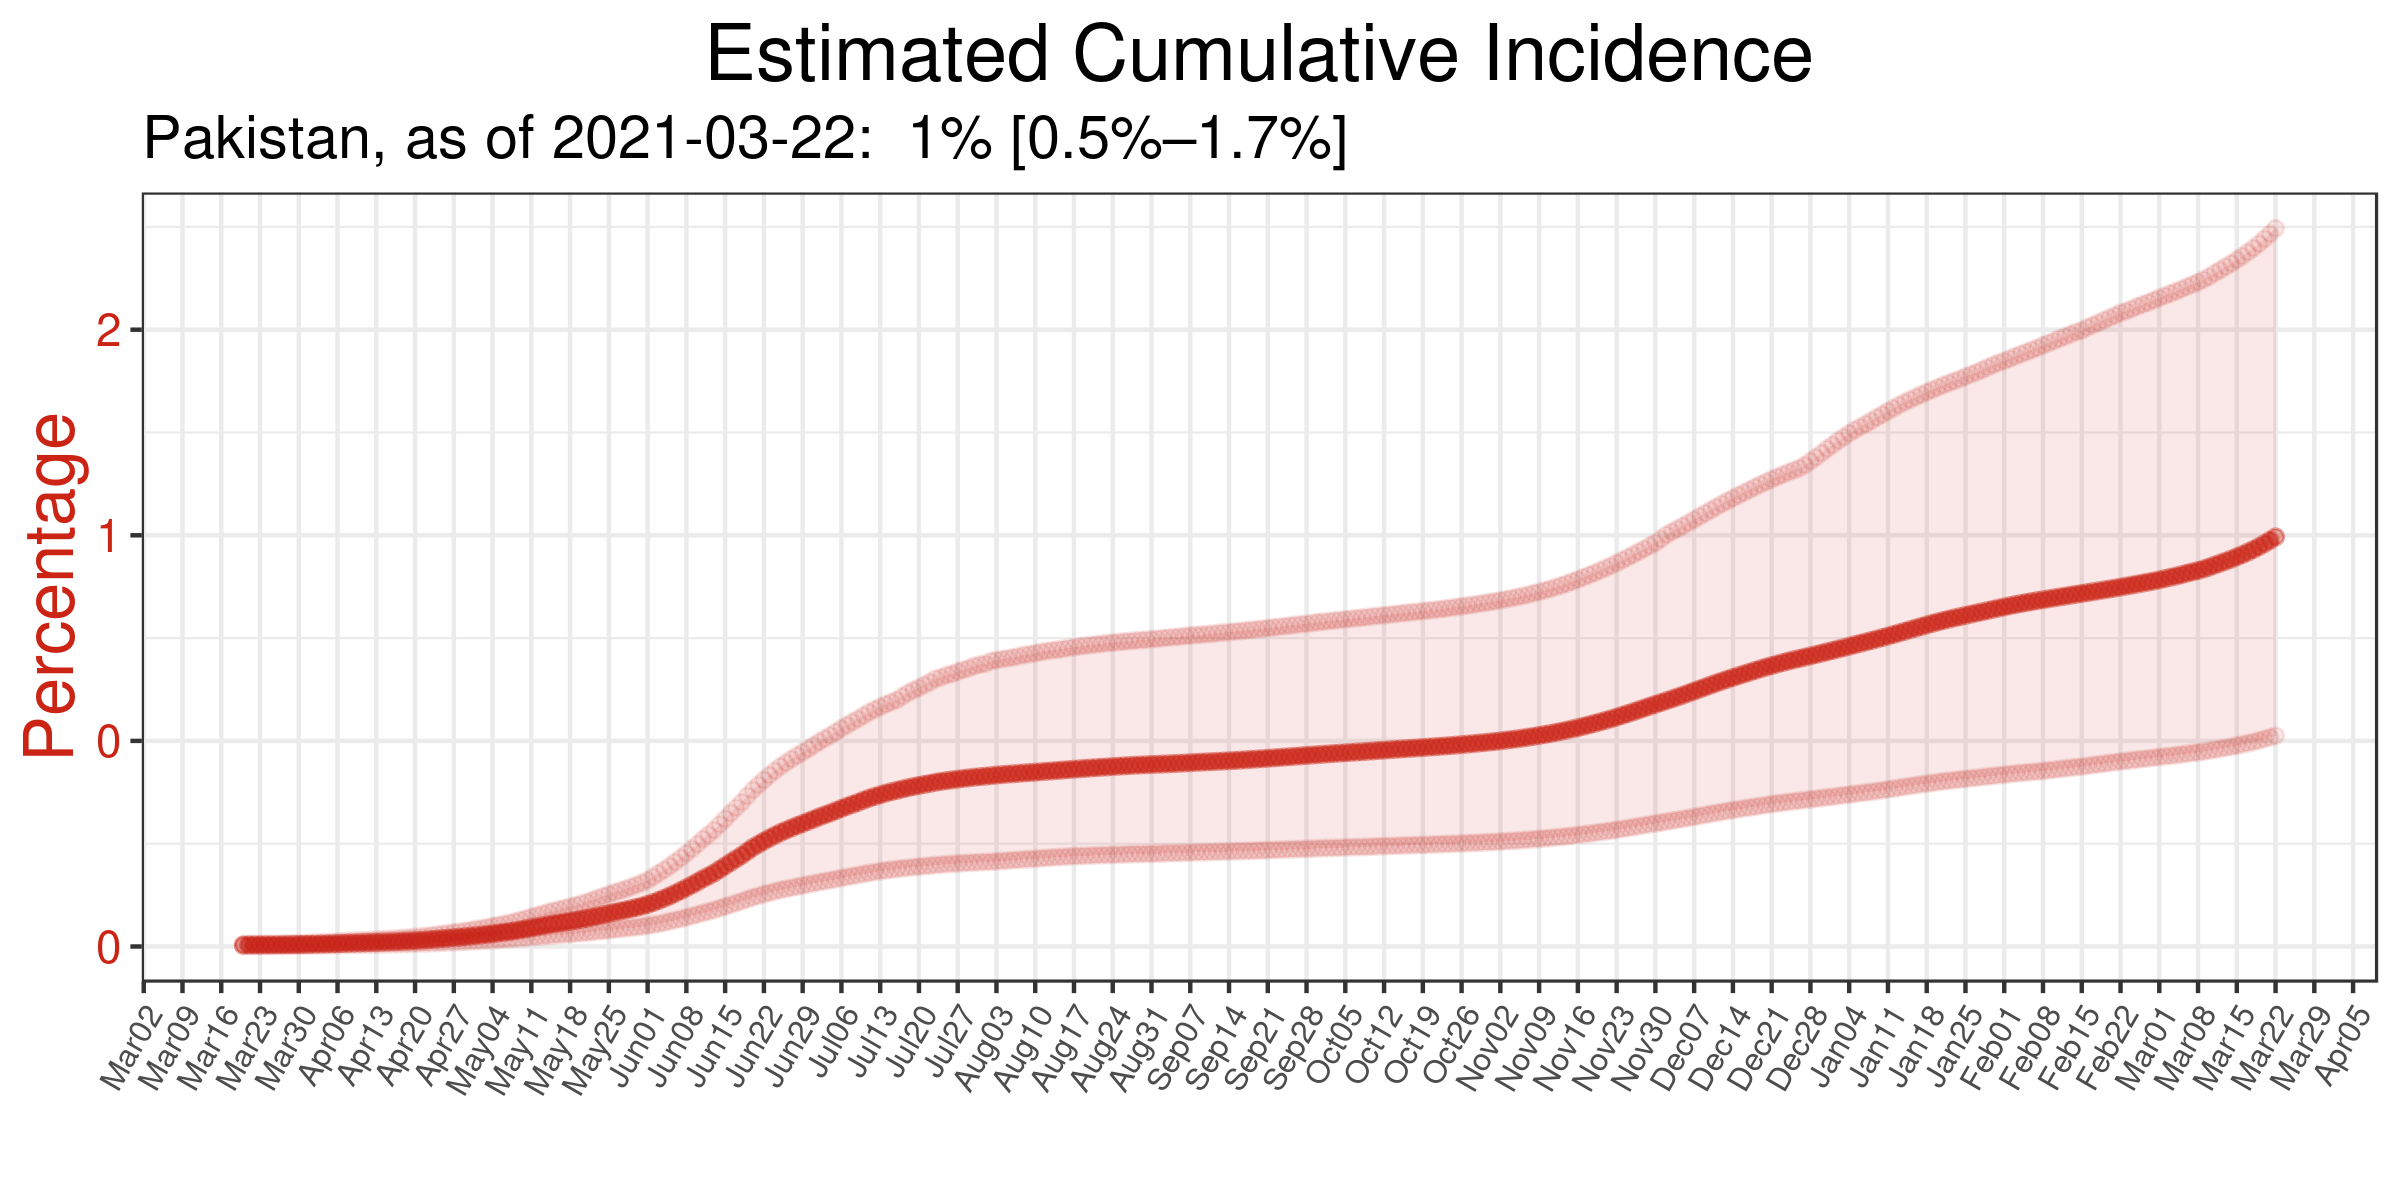 Estimated Cumulative Incidence
Pakistan, as of 2021-03-22: 1% [0.5%–1.7%]
Percentage
2
1
0
0
Mar02
Mar09
Mar16
Mar23
Mar30
Apr06
Apr13
Apr20
Apr27
May04
May11
May18
May25
Jun01
Jun08
Jun15
Jun22
Jun29
Jul06
Jul13
Jul20
Jul27
Aug03
Aug10
Aug17
Aug24
Aug31
Sep07
Sep14
Sep21
Sep28
Oct05
Oct12
Oct19
Oct26
Nov02
Nov09
Nov16
Nov23
Nov30
Dec07
Dec14
Dec21
Dec28
Jan04
Jan11
Jan18
Jan25
Feb01
Feb08
Feb15
Feb22
Mar01
Mar08
Mar15
Mar22
Mar29
Apr05